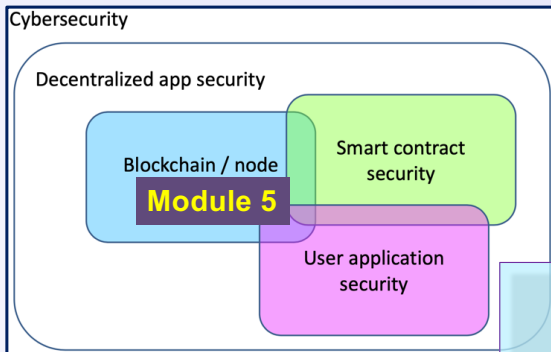 Cybersecurity
Decentralized app security
Blockchain / node
Module 5
Smart contract
security
User application
security